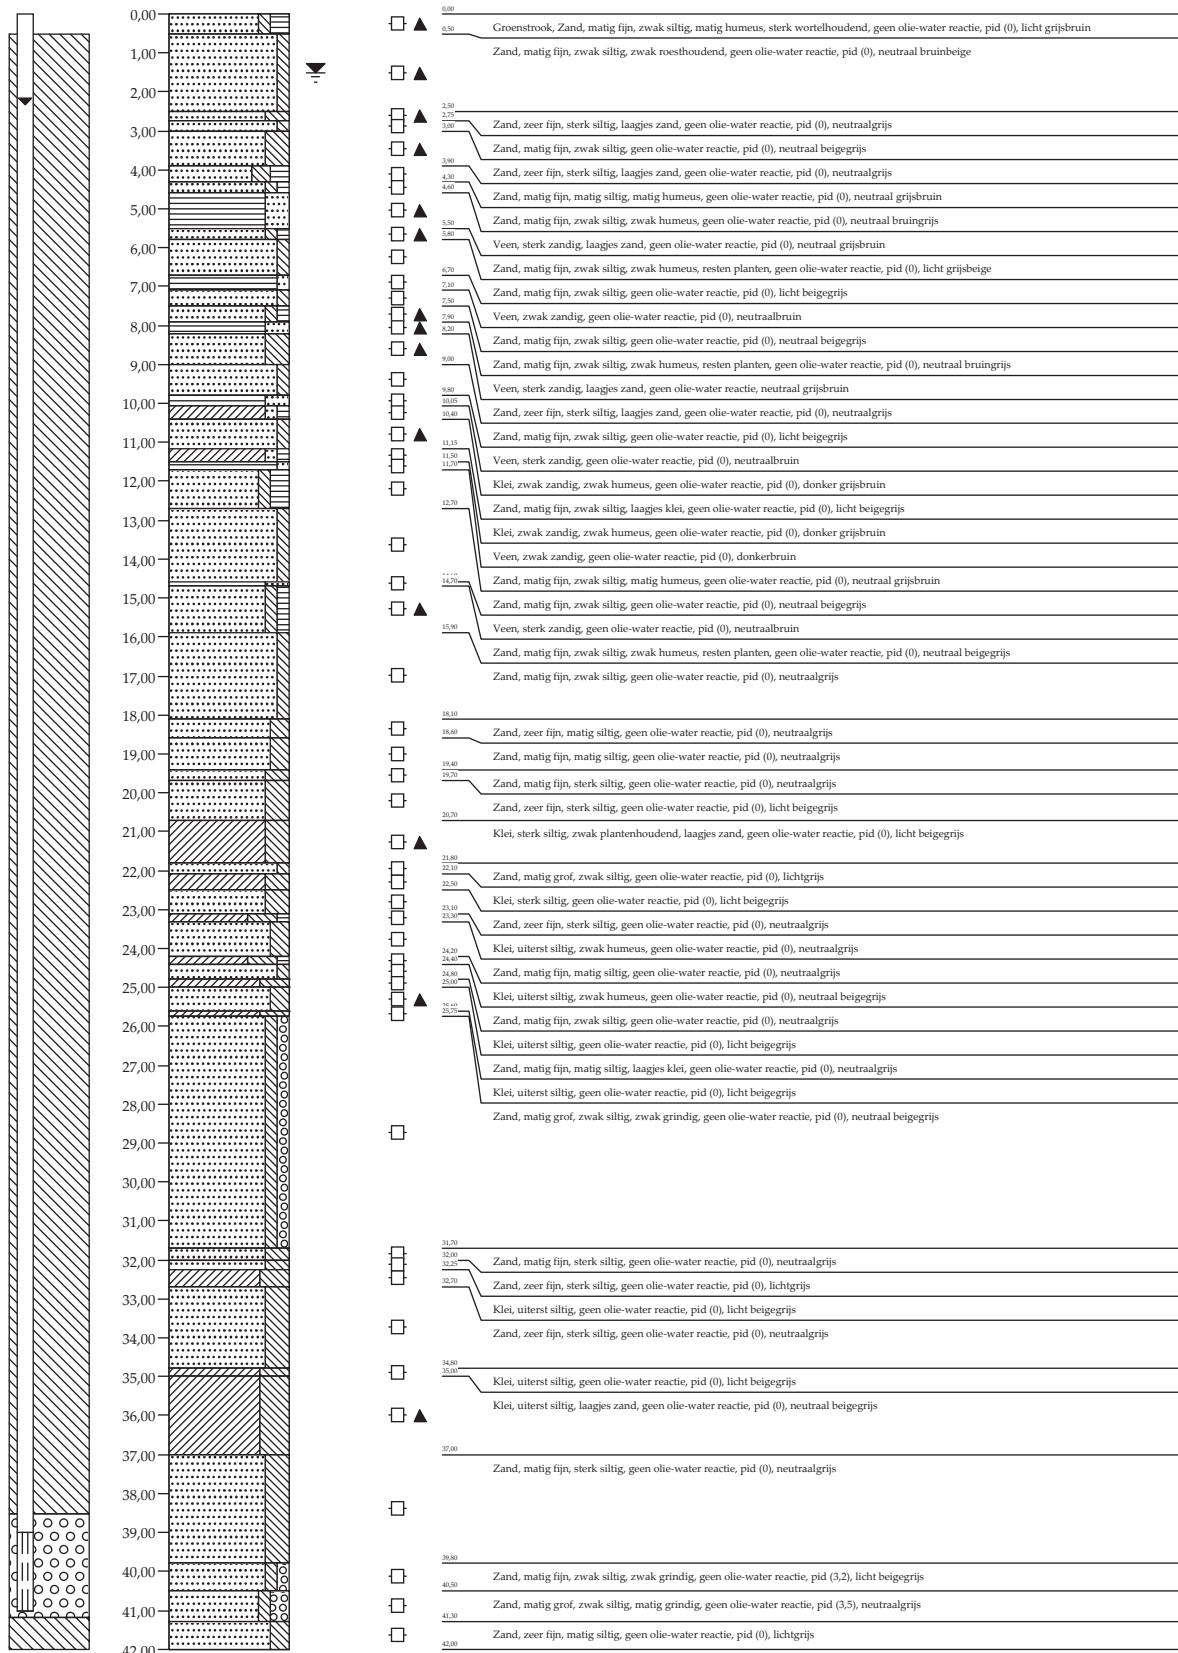 0,00
1,00
2,00
3,00
4,00
5,00
6,00
7,00
8,00
9,00
10,00
11,00
12,00
13,00
14,00
15,00
16,00
17,00
18,00
19,00
20,00
21,00
22,00
23,00
24,00
25,00
26,00
27,00
28,00
29,00
30,00
31,00
32,00
33,00
34,00
35,00
36,00
37,00
38,00
39,00
40,00
41,00
42,00
0,00
Groenstrook, Zand, matig fijn, zwak siltig, matig humeus, sterk wortelhoudend, geen olie-water reactie, pid (0), licht grijsbruin
0,50
Zand, matig fijn, zwak siltig, zwak roesthoudend, geen olie-water reactie, pid (0), neutraal bruinbeige
2,50
2,75
Zand, zeer fijn, sterk siltig, laagjes zand, geen olie-water reactie, pid (0), neutraalgrijs
3,00
Zand, matig fijn, zwak siltig, geen olie-water reactie, pid (0), neutraal beigegrijs
3,90
Zand, zeer fijn, sterk siltig, laagjes zand, geen olie-water reactie, pid (0), neutraalgrijs
4,30
4,60
Zand, matig fijn, matig siltig, matig humeus, geen olie-water reactie, pid (0), neutraal grijsbruin
Zand, matig fijn, zwak siltig, zwak humeus, geen olie-water reactie, pid (0), neutraal bruingrijs
5,50
5,80
Veen, sterk zandig, laagjes zand, geen olie-water reactie, pid (0), neutraal grijsbruin
Zand, matig fijn, zwak siltig, zwak humeus, resten planten, geen olie-water reactie, pid (0), licht grijsbeige
6,70
7,10
Zand, matig fijn, zwak siltig, geen olie-water reactie, pid (0), licht beigegrijs
7,50
7,90
Veen, zwak zandig, geen olie-water reactie, pid (0), neutraalbruin
8,20
Zand, matig fijn, zwak siltig, geen olie-water reactie, pid (0), neutraal beigegrijs
9,00
Zand, matig fijn, zwak siltig, zwak humeus, resten planten, geen olie-water reactie, pid (0), neutraal bruingrijs
9,80
Veen, sterk zandig, laagjes zand, geen olie-water reactie, neutraal grijsbruin
10,05
10,40
Zand, zeer fijn, sterk siltig, laagjes zand, geen olie-water reactie, pid (0), neutraalgrijs
11,15
Zand, matig fijn, zwak siltig, geen olie-water reactie, pid (0), licht beigegrijs
11,50
11,70
Veen, sterk zandig, geen olie-water reactie, pid (0), neutraalbruin
Klei, zwak zandig, zwak humeus, geen olie-water reactie, pid (0), donker grijsbruin
12,70
Zand, matig fijn, zwak siltig, laagjes klei, geen olie-water reactie, pid (0), licht beigegrijs
Klei, zwak zandig, zwak humeus, geen olie-water reactie, pid (0), donker grijsbruin
Veen, zwak zandig, geen olie-water reactie, pid (0), donkerbruin
14,70
Zand, matig fijn, zwak siltig, matig humeus, geen olie-water reactie, pid (0), neutraal grijsbruin
Zand, matig fijn, zwak siltig, geen olie-water reactie, pid (0), neutraal beigegrijs
15,90
Veen, sterk zandig, geen olie-water reactie, pid (0), neutraalbruin
Zand, matig fijn, zwak siltig, zwak humeus, resten planten, geen olie-water reactie, pid (0), neutraal beigegrijs
Zand, matig fijn, zwak siltig, geen olie-water reactie, pid (0), neutraalgrijs
18,10
Zand, zeer fijn, matig siltig, geen olie-water reactie, pid (0), neutraalgrijs
18,60
Zand, matig fijn, matig siltig, geen olie-water reactie, pid (0), neutraalgrijs
19,40
19,70
Zand, matig fijn, sterk siltig, geen olie-water reactie, pid (0), neutraalgrijs
Zand, zeer fijn, sterk siltig, geen olie-water reactie, pid (0), licht beigegrijs
20,70
Klei, sterk siltig, zwak plantenhoudend, laagjes zand, geen olie-water reactie, pid (0), licht beigegrijs
21,80
22,10
Zand, matig grof, zwak siltig, geen olie-water reactie, pid (0), lichtgrijs
22,50
Klei, sterk siltig, geen olie-water reactie, pid (0), licht beigegrijs
23,10
23,30
Zand, zeer fijn, sterk siltig, geen olie-water reactie, pid (0), neutraalgrijs
Klei, uiterst siltig, zwak humeus, geen olie-water reactie, pid (0), neutraalgrijs
24,20
24,40
Zand, matig fijn, matig siltig, geen olie-water reactie, pid (0), neutraalgrijs
24,80
25,00
Klei, uiterst siltig, zwak humeus, geen olie-water reactie, pid (0), neutraal beigegrijs
25,60
25,75
Zand, matig fijn, zwak siltig, geen olie-water reactie, pid (0), neutraalgrijs
Klei, uiterst siltig, geen olie-water reactie, pid (0), licht beigegrijs
Zand, matig fijn, matig siltig, laagjes klei, geen olie-water reactie, pid (0), neutraalgrijs
Klei, uiterst siltig, geen olie-water reactie, pid (0), licht beigegrijs
Zand, matig grof, zwak siltig, zwak grindig, geen olie-water reactie, pid (0), neutraal beigegrijs
31,70
32,00
Zand, matig fijn, sterk siltig, geen olie-water reactie, pid (0), neutraalgrijs
32,25
32,70
Zand, zeer fijn, sterk siltig, geen olie-water reactie, pid (0), lichtgrijs
Klei, uiterst siltig, geen olie-water reactie, pid (0), licht beigegrijs
Zand, zeer fijn, sterk siltig, geen olie-water reactie, pid (0), neutraalgrijs
34,80
35,00
Klei, uiterst siltig, geen olie-water reactie, pid (0), licht beigegrijs
Klei, uiterst siltig, laagjes zand, geen olie-water reactie, pid (0), neutraal beigegrijs
37,00
Zand, matig fijn, sterk siltig, geen olie-water reactie, pid (0), neutraalgrijs
39,80
Zand, matig fijn, zwak siltig, zwak grindig, geen olie-water reactie, pid (3,2), licht beigegrijs
40,50
Zand, matig grof, zwak siltig, matig grindig, geen olie-water reactie, pid (3,5), neutraalgrijs
41,30
Zand, zeer fijn, matig siltig, geen olie-water reactie, pid (0), lichtgrijs
42,00